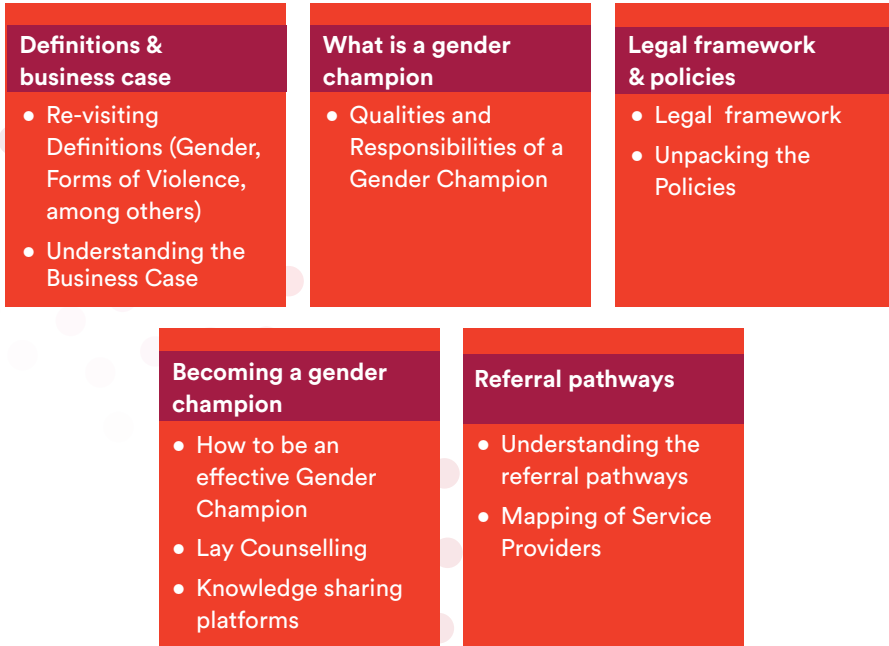 Definitions &
business case
● Re-visiting
Definitions (Gender,
Forms of Violence,
among others)
● Understanding the
Business Case
What is a gender
champion
● Qualities and
Responsibilities of a
Gender Champion
Legal framework
& policies
● Legal framework
● Unpacking the
Policies
Becoming a gender
champion
● How to be an
effective Gender
Champion
● Lay Counselling
● Knowledge sharing
platforms
Referral pathways
● Understanding the
referral pathways
● Mapping of Service
Providers